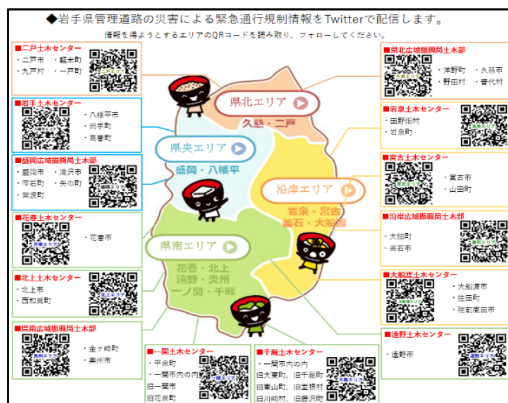 ◆岩手県管理道路の災害による緊急通行規制情報をTwitterで配信します。
情報を得ようとするエリアのQRコードを読み取り、フォローしてください。
■二戸土木センター
・二戸市 ・軽米町
・九戸村 ・一戸町
■岩手土木センター
・八幡平市
・岩手町
・葛巻町
■盛岡広域振興局土木部
・盛岡市 ・滝沢市
・雫石町 ・矢巾町
・紫波町
■花巻土木センター
・花巻市
■北上土木センター
・北上市
・西和賀町
■県南広域振興局土木部
・金ヶ崎町
・奥州市
県北エリア
久慈・二戸
県央エリア
盛岡・八幡平
沿岸エリア
岩泉・宮古
釜石・大船渡
県南エリア
花巻・北上
遠野・奥州
一ノ関・千厩
■県北広域振興局土木部
・洋野町 ・久慈市
・野田村 ・普代村
■岩泉土木センター
・田野畑村
・岩泉町
■宮古土木センター
・宮古市
・山田町
■沿岸広域振興局土木部
・大槌町
・釜石市
■大船渡土木センター
・大船渡市
・住田町
・陸前高田市
■遠野土木センター
・遠野市
■一関土木センター
・平泉町
・一関市内の内
旧一関市
旧花泉町
■千厩土木センター
・一関市内の内
旧大東町、旧千厩町
旧東山町、旧室根村
旧川崎村、旧藤沢町